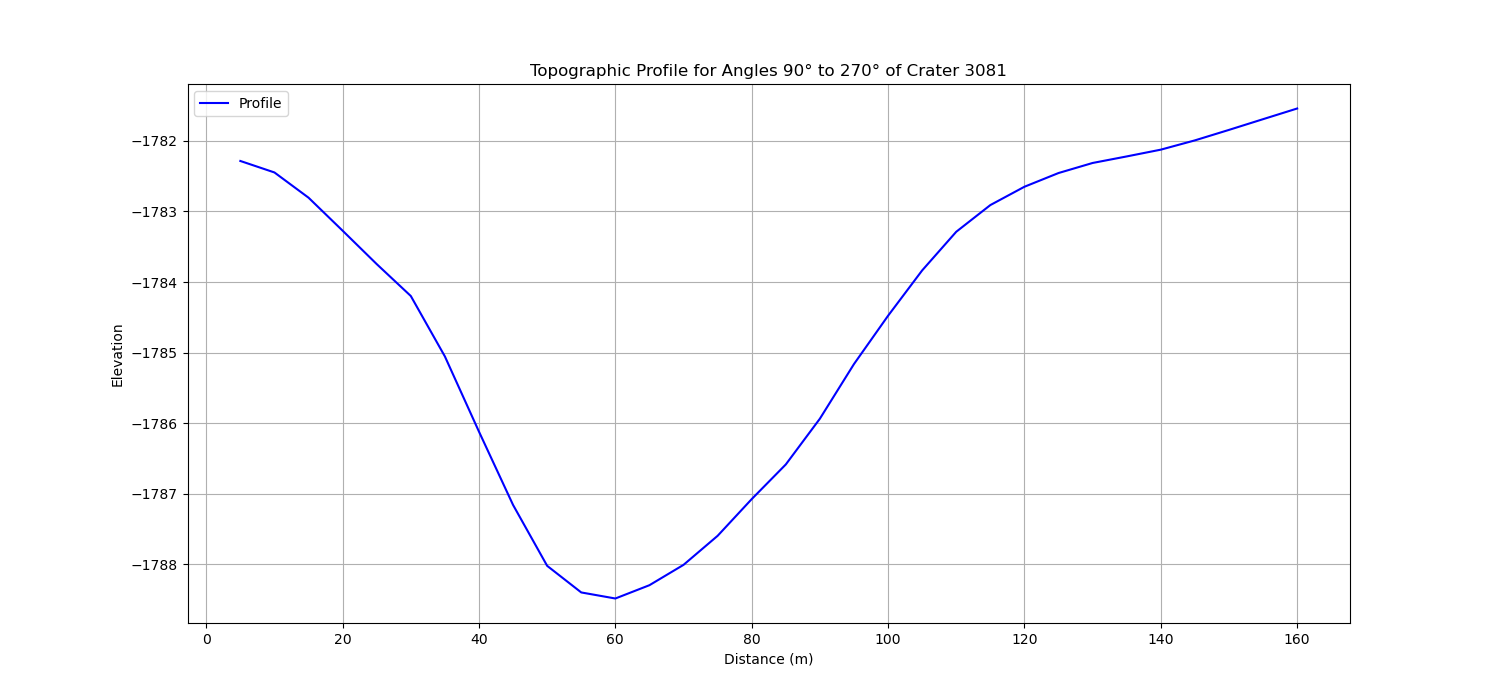 Topographic Profile for Angles 90° to 270° of Crater 3081
Profile
−1782
−1783
−1784
−1785
−1786
−1787
−1788
Elevation
0 20 40 60 80 100 120 140 160
Distance (m)